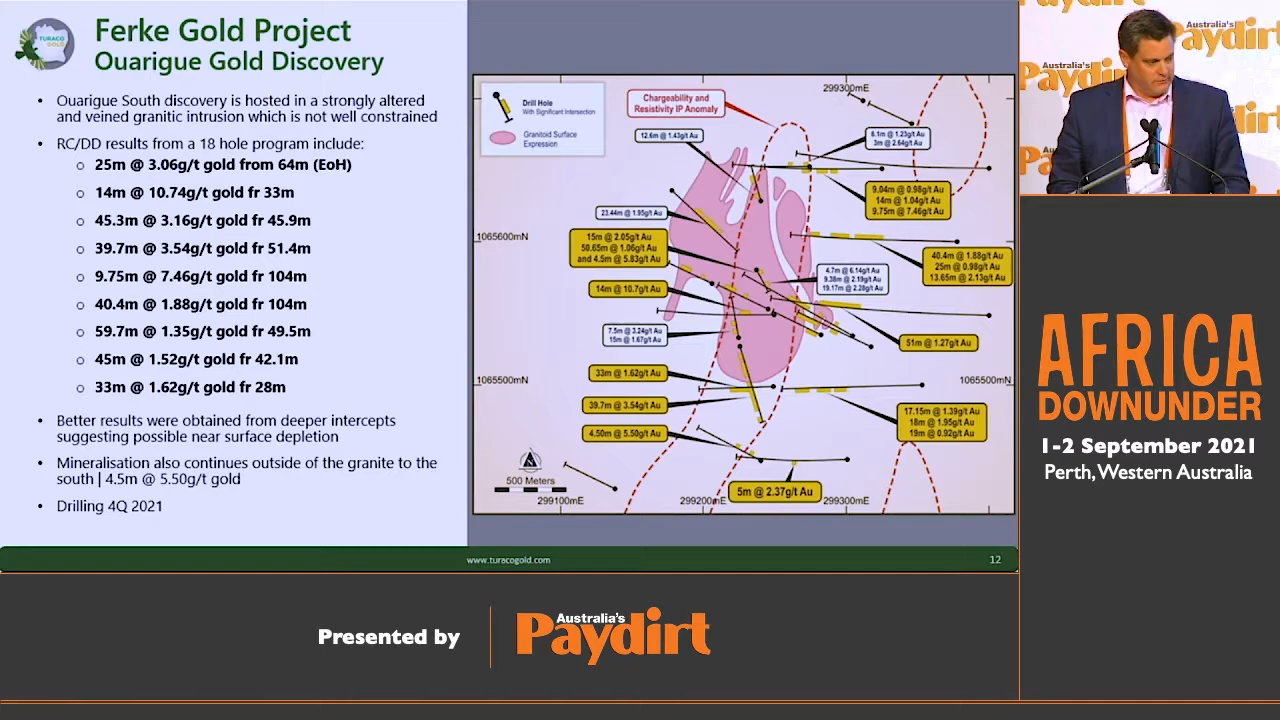 TURACO
GOLD
Ferke Gold Project
Ouarigue Gold Discovery
• Ouarigue South discovery is hosted in a strongly altered
and veined granitic intrusion which is not well constrained
• RC/DD results from a 18 hole program include:
o 25m @ 3.06g/t gold from 64m (EoH)
o 14m @ 10.74g/t gold fr 33m
o 45.3m @ 3.16g/t gold fr 45.9m
o 39.7m @ 3.54g/t gold fr 51.4m
o 9.75m @ 7.46g/t gold fr 104m
o 40.4m @ 1.88g/t gold fr 104m
o 59.7m @ 1.35g/t gold fr 49.5m
o 45m @ 1.52g/t gold fr 42.1m
o 33m @ 1.62g/t gold fr 28m
• Better results were obtained from deeper intercepts
suggesting possible near surface depletion
• Mineralisation also continues outside of the granite to the
south | 4.5m @ 5.50g/t gold
• Drilling 4Q 2021
Drill Hole
With Significant Intersection
Granitoid Surface
Expression
Chargeability and
Resistivity IP Anomaly
299300mE
12.6m @ 1.43g/t Au
6.1m @ 1.23g/t Au
3m @ 2.64g/t Au
9.04m @ 0.98g/t Au
14m @ 1.04g/t Au
9.75m @ 7.46g/t Au
23.44m @ 1.95g/t Au
1065600mN
15m @ 2.05g/t Au
50.65m @ 1.06g/t Au
and 4.5m @ 5.83g/t Au
40.4m @ 1.88g/t Au
25m @ 0.98g/t Au
13.65m @ 2.13g/t Au
4.7m @ 6.14g/t Au
9.38m @ 2.19g/t Au
19.17m @ 2.28g/t Au
14m @ 10.7g/t Au
7.5m @ 3.24g/t Au
15m @ 1.67g/t Au
51m @ 1.27g/t Au
33m @ 1.62g/t Au
1065500mN
1065500mN
39.7m @ 3.54g/t Au
17.15m @ 1.39g/t Au
18m @ 1.95g/t Au
19m @ 0.92g/t Au
4.50m @ 5.50g/t Au
500 Meters
5m @ 2.37g/t Au
299100mE
299200mE
299300mE
www.turacogold.com
12
Australia's
Paydirt
Australia's
Paydirt
AFRICA
DOWNUNDER
1-2 September 2021
Perth, Western Australia
Presented by
Australia's
Paydirt